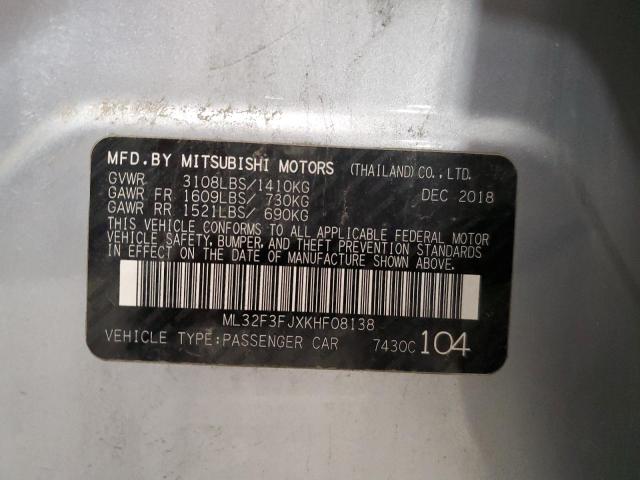 MFD.BY MITSUBISHI MOTORS (THAILAND) CO., LTD.
GVWR 3108LBS/1410KG DEC 2018
GAWR FR 1609LBS/ 730KG
GAWR RR 1521LBS/ 690KG
THIS VEHICLE CONFORMS TO ALL APPLICABLE FEDERAL MOTOR
VEHICLE SAFETY, BUMPER, AND THEFT PREVENTION STANDARDS
IN EFFECT ON THE DATE OF MANUFACTURE SHOWN ABOVE.
ML32F3FJXKHF08138
VEHICLE TYPE:PASSENGER CAR 7430C 104